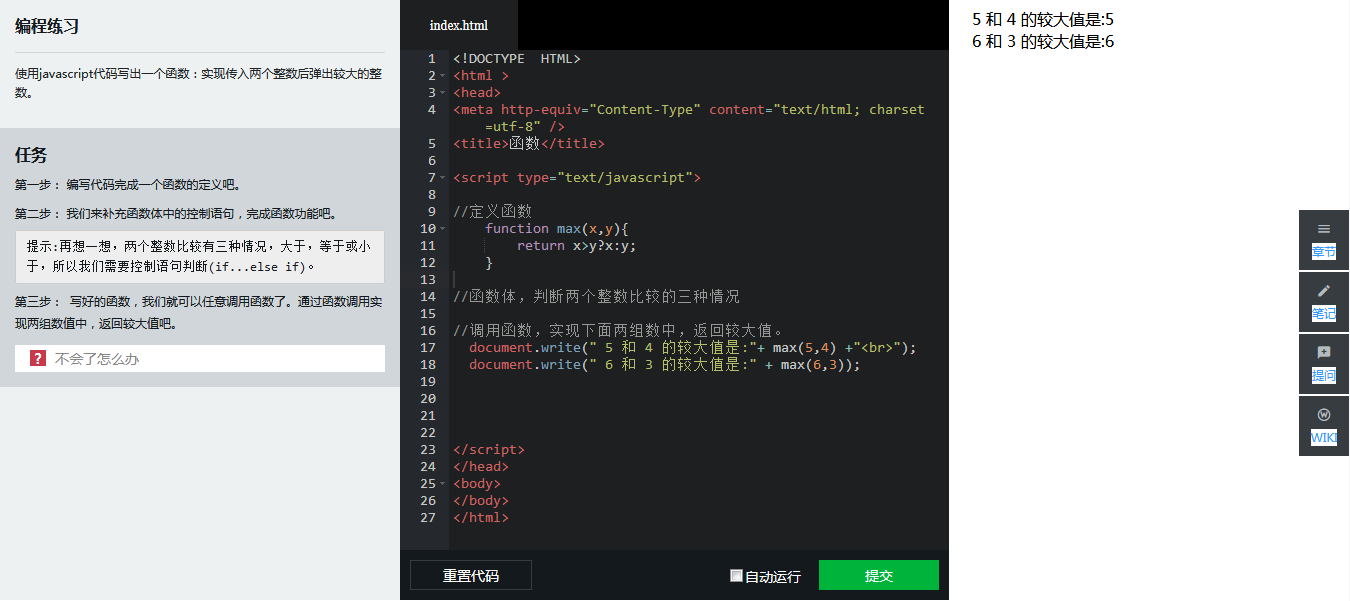 编程练习
使用javascript代码写出一个函数：实现传入两个整数后弹出较大的整
数。
任务
第一步： 编写代码完成一个函数的定义吧。
第二步： 我们来补充函数体中的控制语句，完成函数功能吧。
提示:再想一想，两个整数比较有三种情况，大于，等于或小
于，所以我们需要控制语句判断(if...else if)。
第三步： 写好的函数，我们就可以任意调用函数了。通过函数调用实
现两组数值中，返回较大值吧。
? 不会了怎么办
index.html
1 <!DOCTYPE  HTML>
2 <html >
3 <head>
4 <meta http-equiv="Content-Type" content="text/html; charset
=utf-8" />
5 <title>函数</title>
6
7 <script type="text/javascript">
8
9 //定义函数
10 function max(x,y){
11 return x>y?x:y;
12 }
13
14 //函数体，判断两个整数比较的三种情况
15
16 //调用函数，实现下面两组数中，返回较大值。
17 document.write(" 5 和 4 的较大值是:"+ max(5,4) +"<br>");
18 document.write(" 6 和 3 的较大值是:" + max(6,3));
19
20
21
22
23 </script>
24 </head>
25 <body>
26 </body>
27 </html>
重置代码
自动运行
提交
5 和 4 的较大值是:5
6 和 3 的较大值是:6
章节
笔记
提问
WIKI